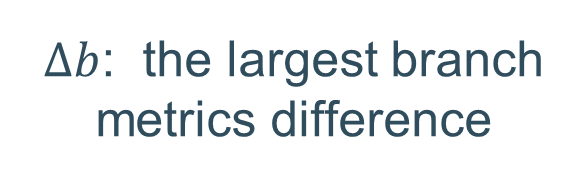 Δb: the largest branch
metrics difference